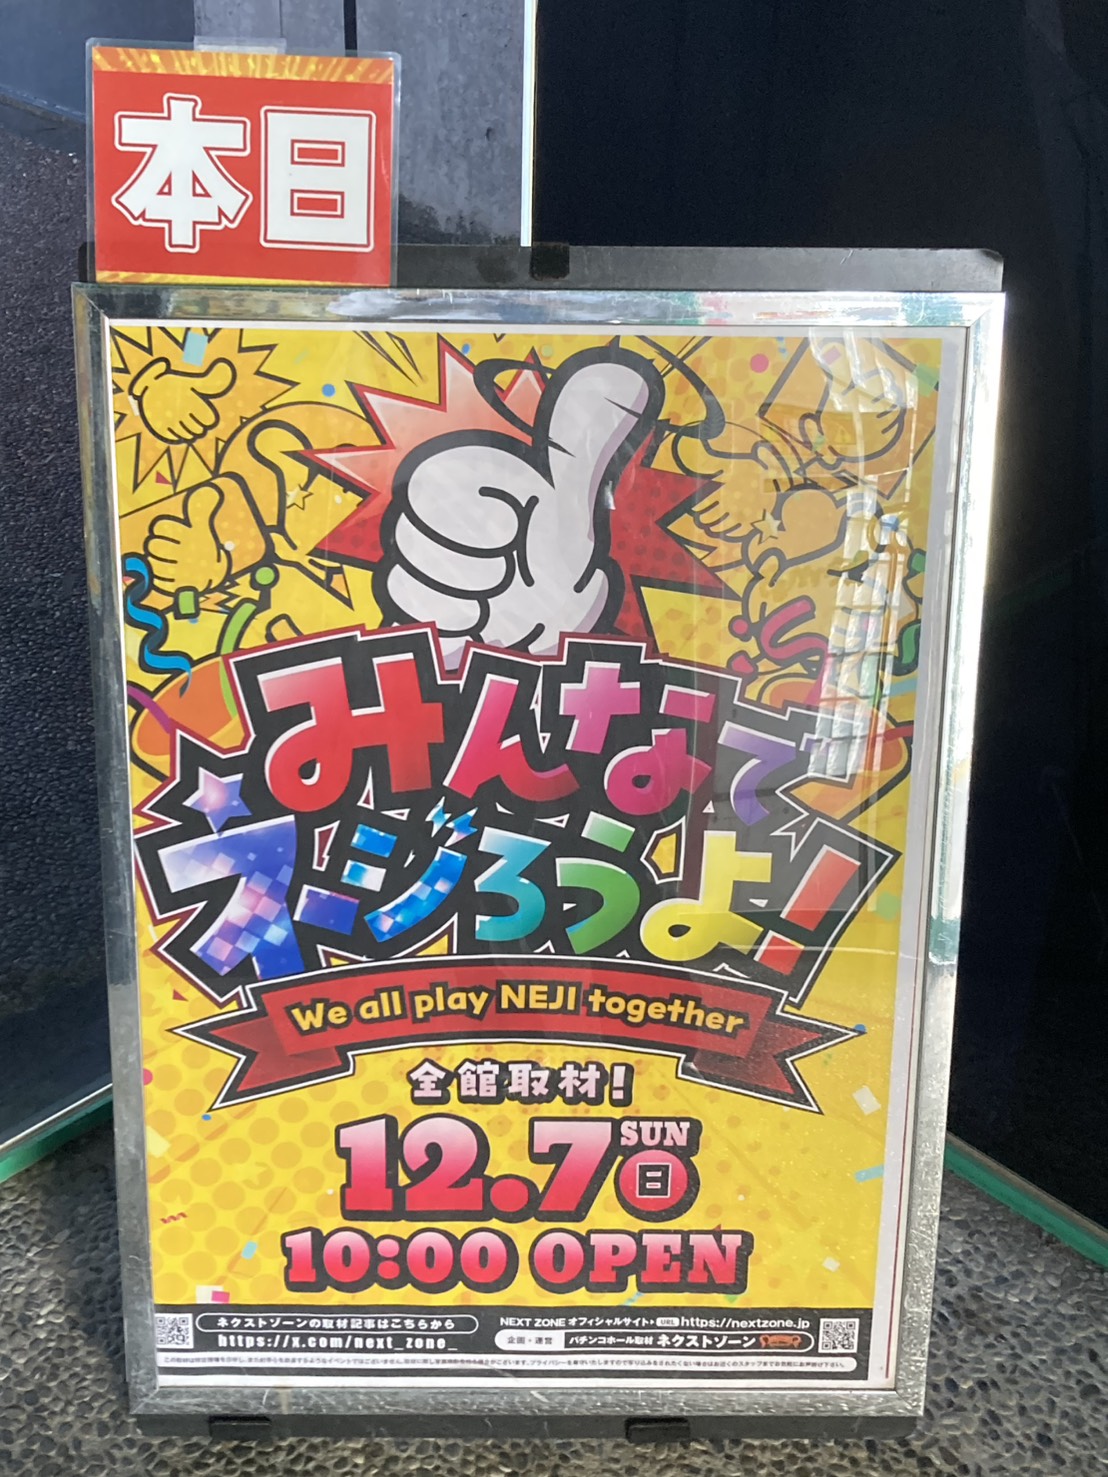 本日
みんなで
ネジろうよ!
We all play NEJI together
全館取材!
12.7 SUN 日
10:00 OPEN
ネクストゾーンの取材記事はこちらから
https://x.com/next_zone_
NEXT ZONE オフィシャルサイト URL https://nextzone.jp
企画・運営 パチンコホール取材 ネクストゾーン